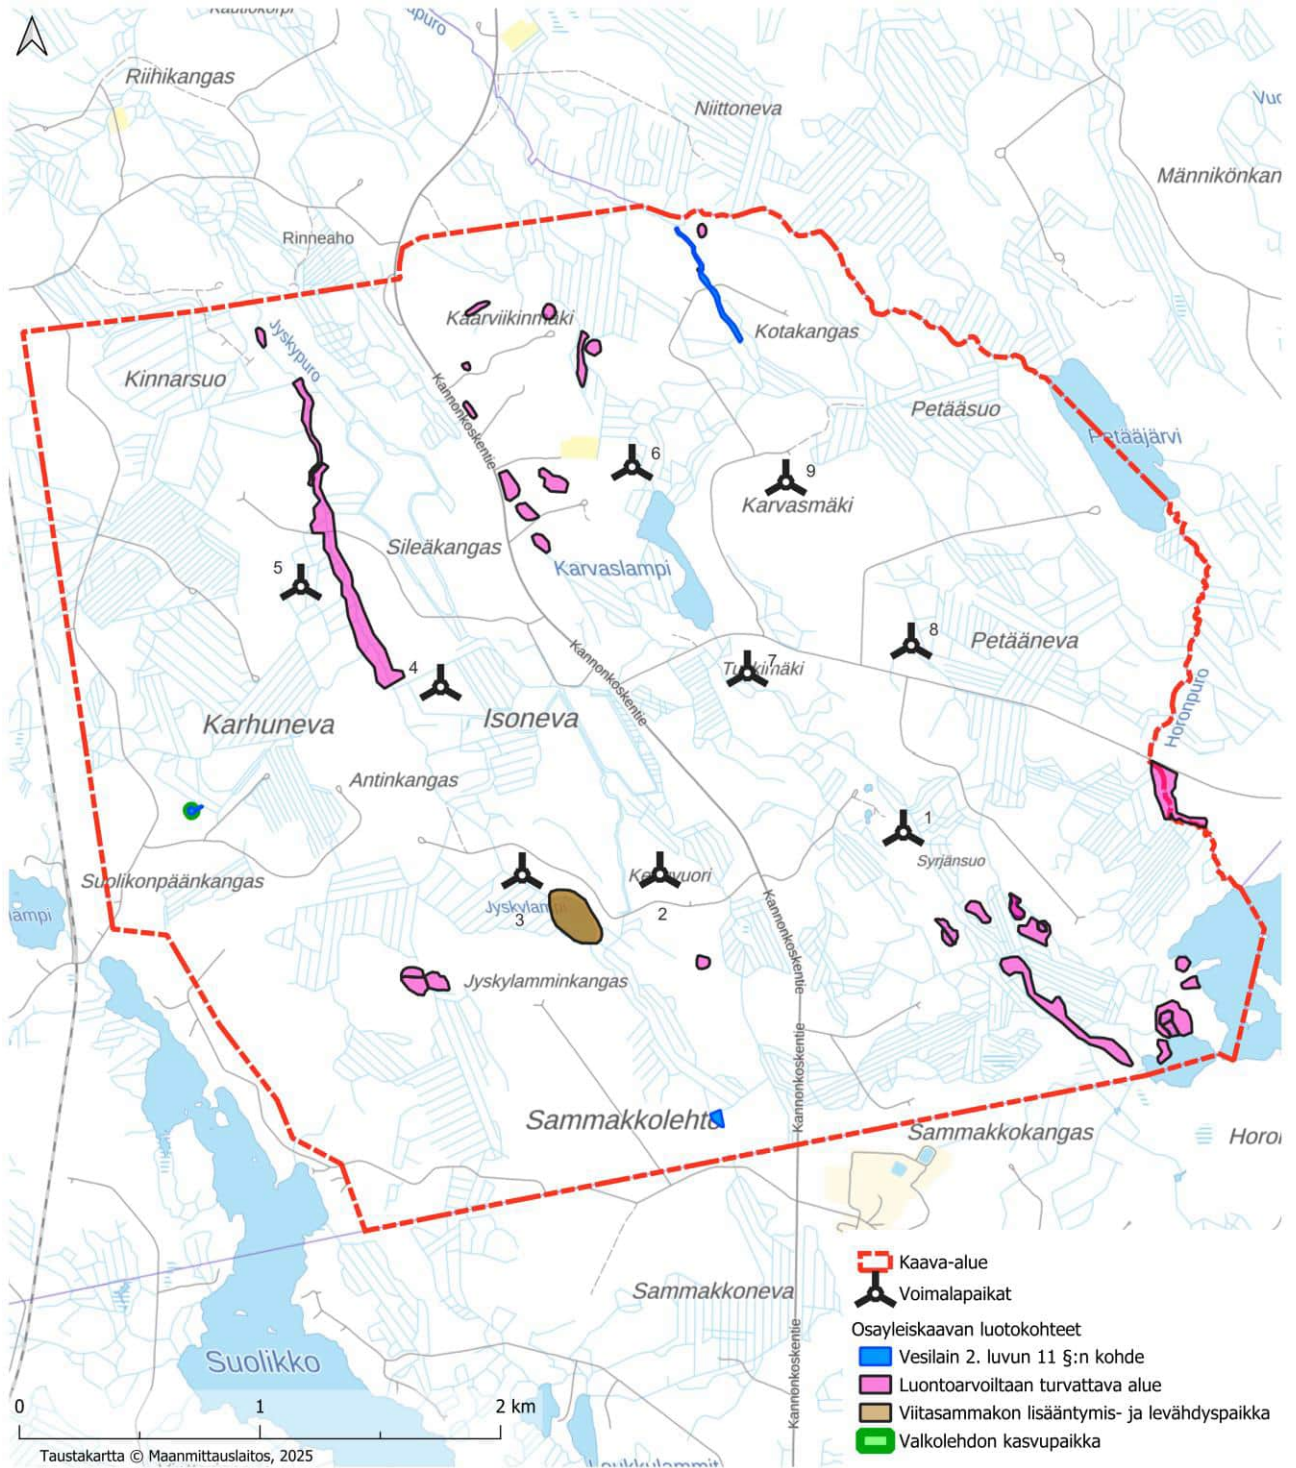 Riihikangas
Niittoneva
Männikönkan
Rinneaho
Kaarviikinmäki
Jyskypuro
Kotakangas
Kinnarsuo
Kannonkoskentie
Petääsuo
Petääjärvi
6
9
Karvasmäki
Sileäkangas
Karvaslampi
5
8
Petääneva
Kannonkoskentie
4
7
Horonpuro
Karhuneva
Isoneva
Antinkangas
1
Syrjänsuo
Suolikonpäänkangas
Jyskylampi
3
2
Kannonkoskentie
Jyskylamminkangas
Kannonkoskentie
Sammakkolehto
Sammakkokangas
Sammakkoneva
Kannonkoskentie
Suolikko
Kaava-alue
Voimalapaikat
Osayleiskaavan luotokohteet
Vesilain 2. luvun 11 §:n kohde
Luontoarvoiltaan turvattava alue
Viitasammakon lisääntymis- ja levähdyspaikka
Valkolehdon kasvupaikka
0 1 2 km
Taustakartta © Maanmittauslaitos, 2025